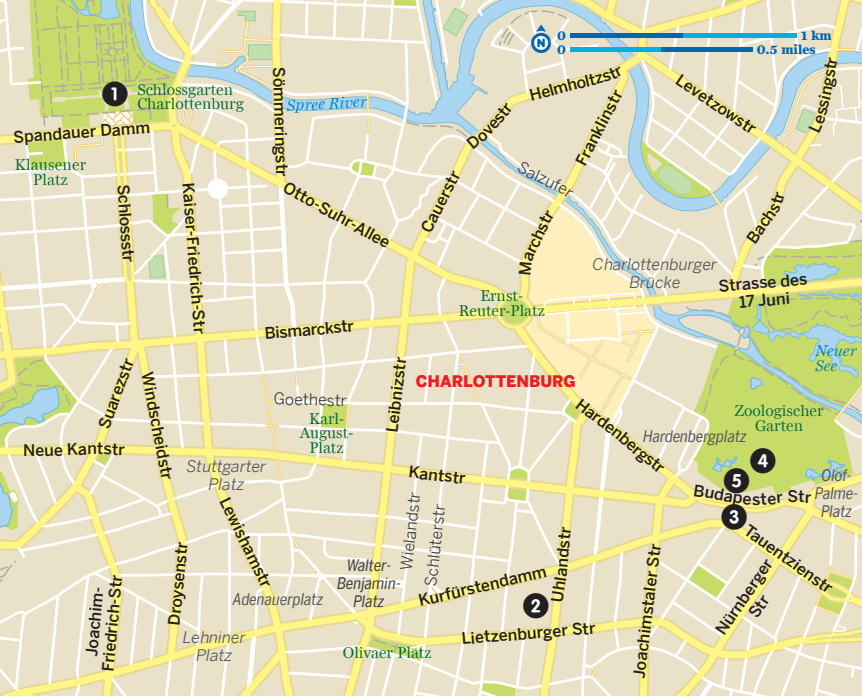 0 1 km
N
0 0.5 miles
Lessingstr
Helmholtzstr
Levetzowstr
Sömmeringstr
1
Schlossgarten
Charlottenburg
Spree River
Dovestr
Franklinstr
Spandauer Damm
Klausener
Platz
Salzufer
Schlossstr
Kaiser-Friedrich-Str
Otto-Suhr-Allee
Cauerstr
Marchstr
Bachstr
Charlottenburger
Brücke
Strasse des
17 Juni
Ernst-
Reuter-Platz
Bismarckstr
Neuer
See
Suarezstr
Windscheidstr
Leibnizstr
CHARLOTTENBURG
Goethestr
Karl-
August-
Platz
Hardenbergstr
Zoologischer
Garten
Hardenbergplatz
Neue Kantstr
Stuttgarter
Platz
Kantstr
4
5
Olof-
Palme-
Platz
Budapester Str
3
Tauentzienstr
Lewishamstr
Wielandstr
Schlüterstr
Uhlandstr
Walter-
Benjamin-
Platz
Kurfürstendamm
Droysenstr
Joachim-
Friedrich-Str
Adenauerplatz
2
Joachimstaler Str
Nürnberger
Str
Lietzenburger Str
Lehniner
Platz
Olivaer Platz